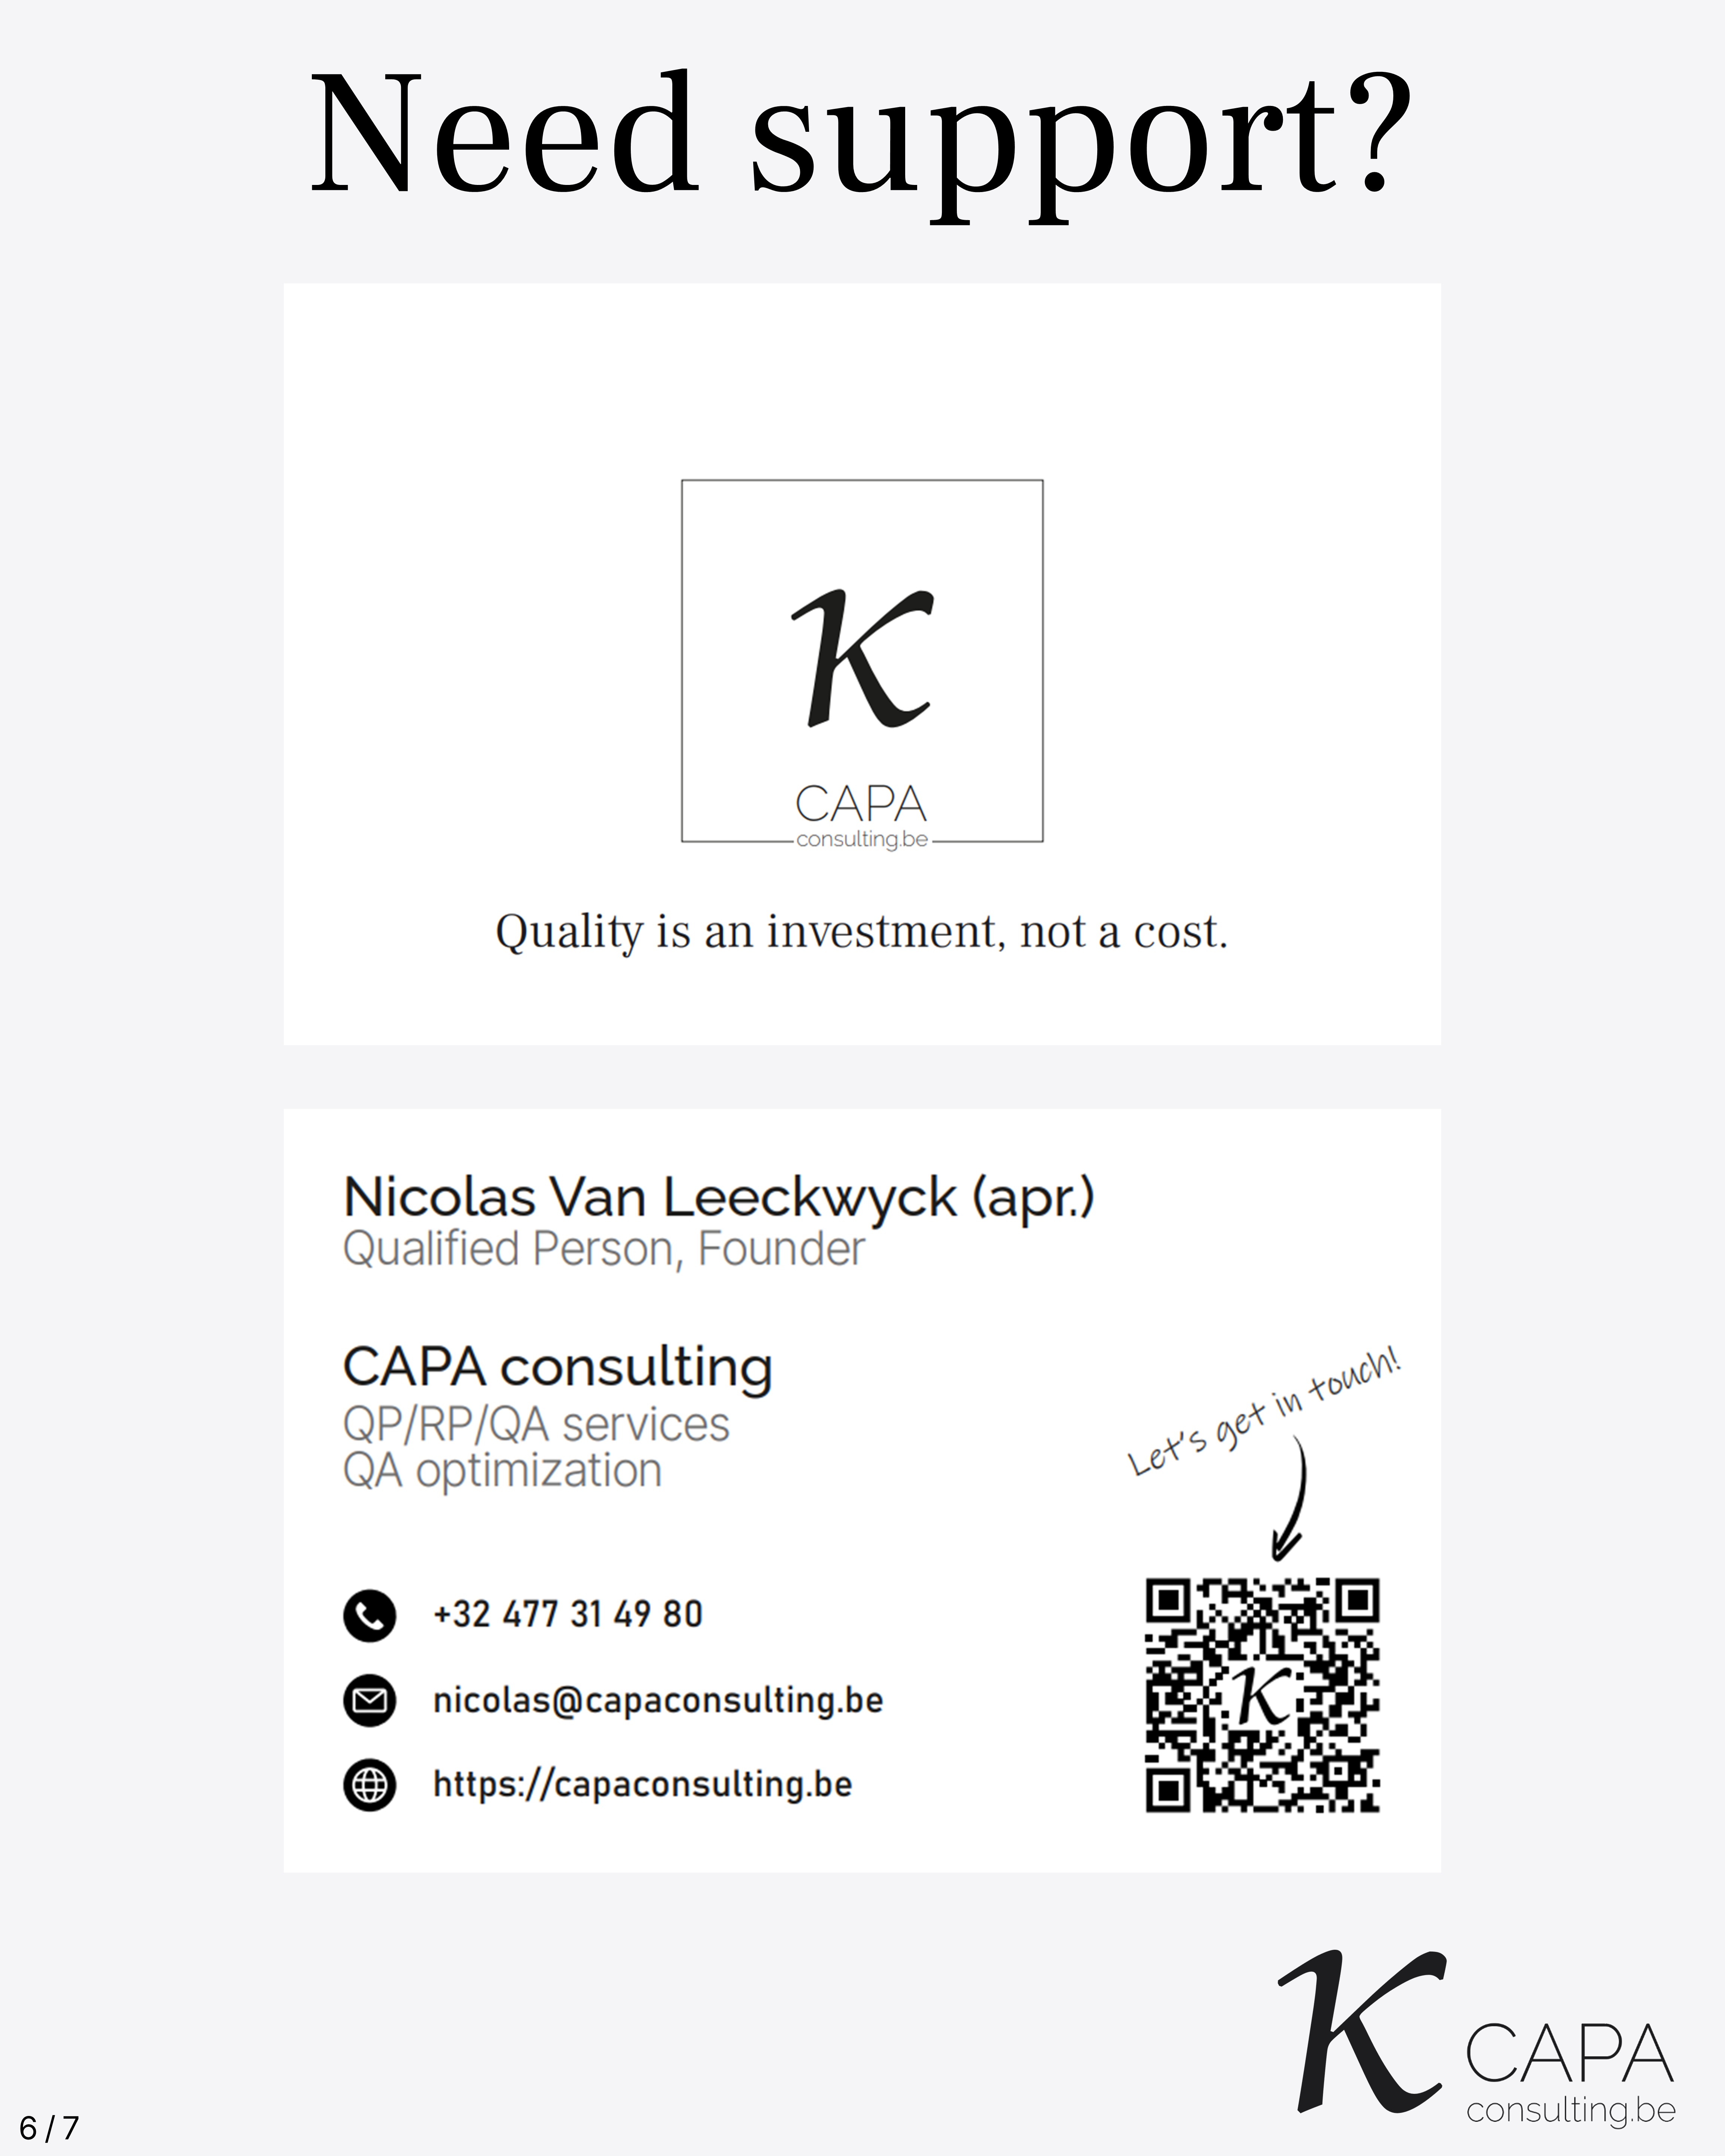 Need support?
K
CAPA
consulting.be
Quality is an investment, not a cost.
Nicolas Van Leeckwyck (apr.)
Qualified Person, Founder
CAPA consulting
QP/RP/QA services
QA optimization
Let's get in touch!
+32 477 31 49 80
nicolas@capaconsulting.be
https://capaconsulting.be
K
K
CAPA
consulting.be
6 / 7